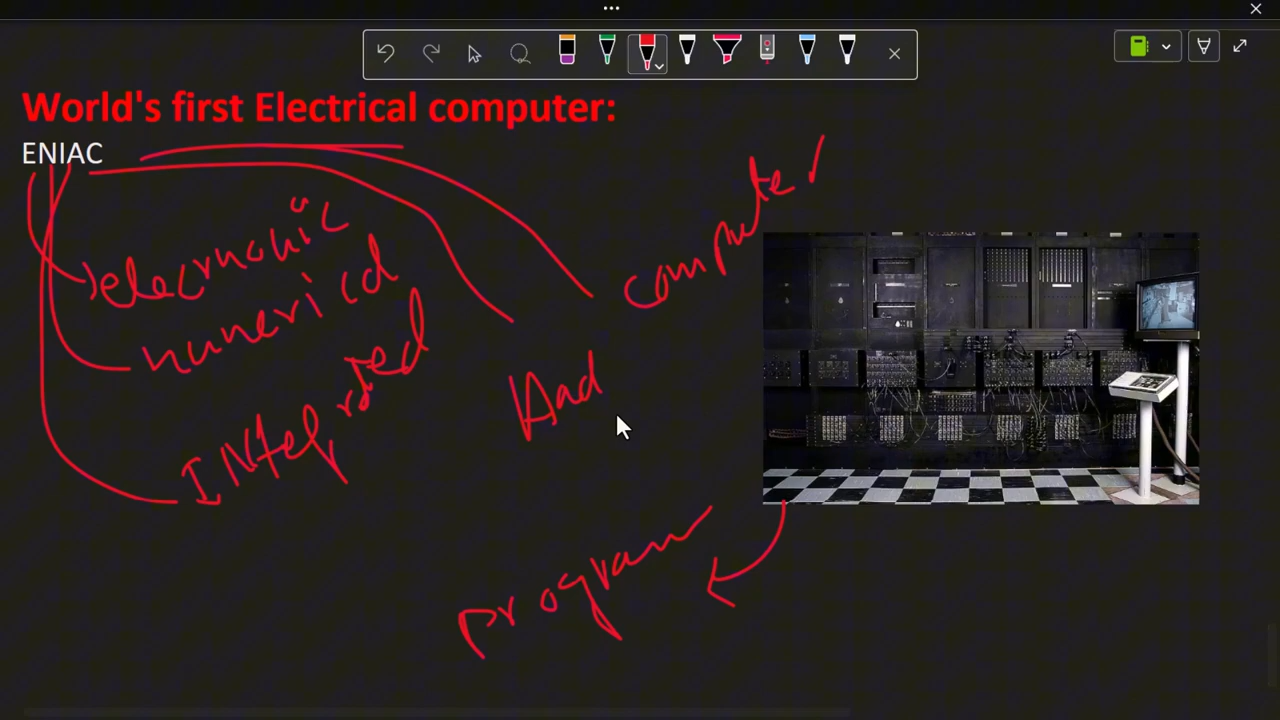 World's first Electrical computer:
ENIAC
computer
electronic
numerical
Integrated
And
program